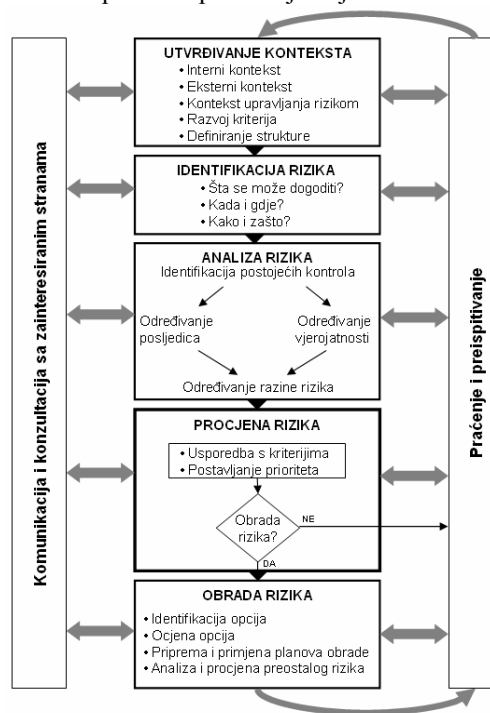 UTVRĐIVANJE KONTEKSTA
• Interni kontekst
• Eksterni kontekst
• Kontekst upravljanja rizikom
• Razvoj kriterija
• Definiranje strukture
IDENTIFIKACIJA RIZIKA
• Šta se može dogoditi?
• Kada i gdje?
• Kako i zašto?
ANALIZA RIZIKA
Identifikacija postojećih kontrola
Određivanje
posljedica
Određivanje
vjerojatnosti
Određivanje razine rizika
PROCJENA RIZIKA
• Usporedba s kriterijima
• Postavljanje prioriteta
Obrada
rizika?
NE
DA
OBRADA RIZIKA
• Identifikacija opcija
• Ocjena opcija
• Priprema i primjena planova obrade
• Analiza i procjena preostalog rizika
Komunikacija i konzultacija sa zainteresiranim stranama
Praćenje i preispitivanje